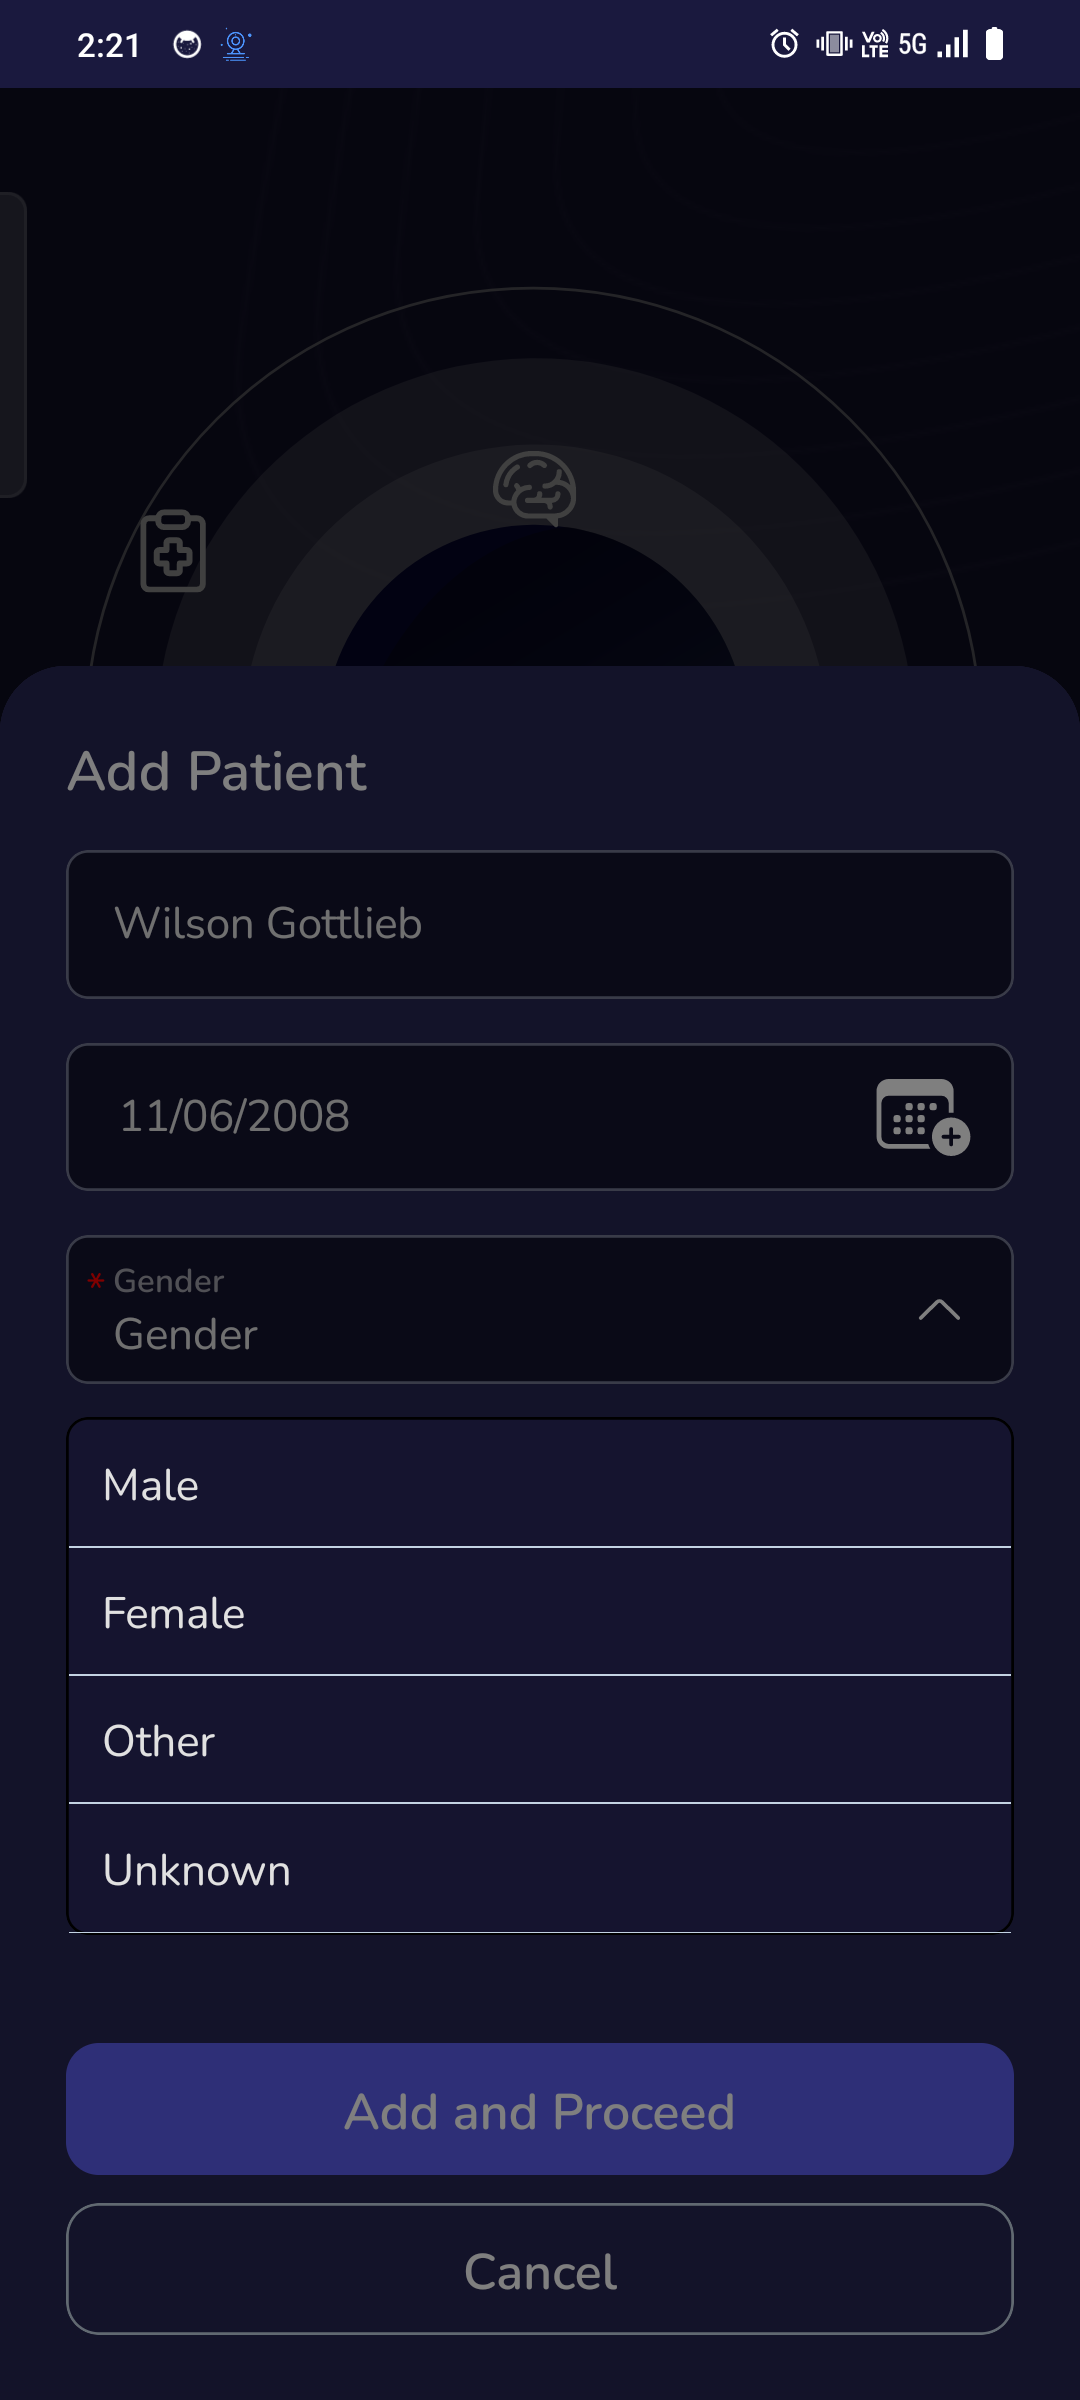 2:21
Vo)) LTE 5G
Add Patient
Wilson Gottlieb
11/06/2008
* Gender
Gender
Male
Female
Other
Unknown
Add and Proceed
Cancel